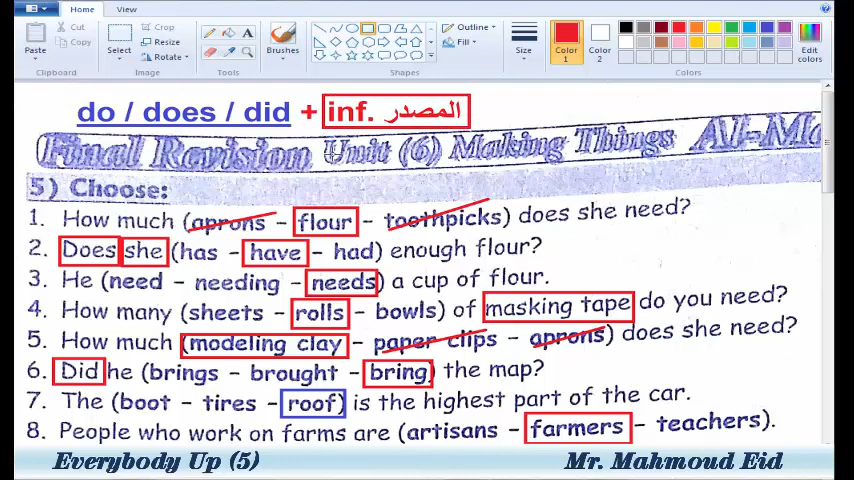 Home View
Paste Cut Copy Select Crop Resize Rotate Brushes Outline Fill Size Color 1 Color 2 Edit colors
Clipboard Image Tools Shapes Colors
do / does / did + inf. المصدر
Final Revision Unit (6) Making Things
5) Choose:
1. How much (aprons - flour - toothpicks) does she need?
2. Does she (has - have - had) enough flour?
3. He (need - needing - needs) a cup of flour.
4. How many (sheets - rolls - bowls) of masking tape do you need?
5. How much (modeling clay - paper clips - aprons) does she need?
6. Did he (brings - brought - bring) the map?
7. The (boot - tires - roof) is the highest part of the car.
8. People who work on farms are (artisans - farmers - teachers).
Everybody Up (5) Mr. Mahmoud Eid